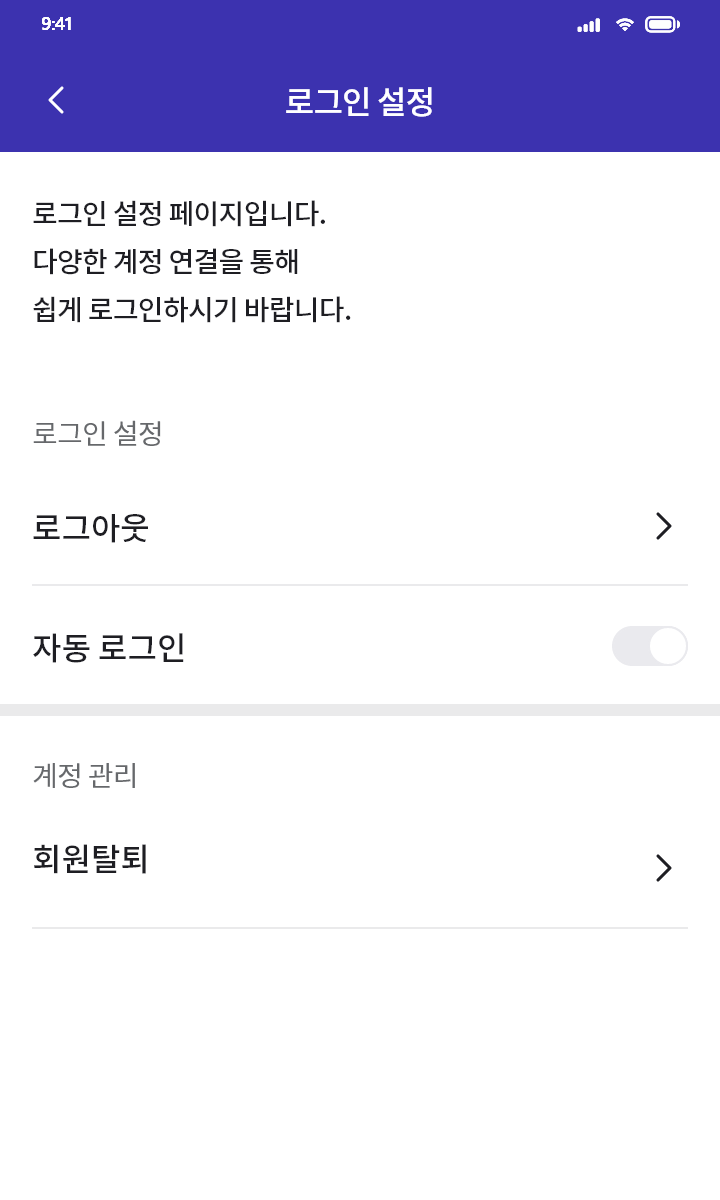 9:41
로그인 설정
로그인 설정 페이지입니다.
다양한 계정 연결을 통해
쉽게 로그인하시기 바랍니다.
로그인 설정
로그아웃
자동 로그인
계정 관리
회원탈퇴